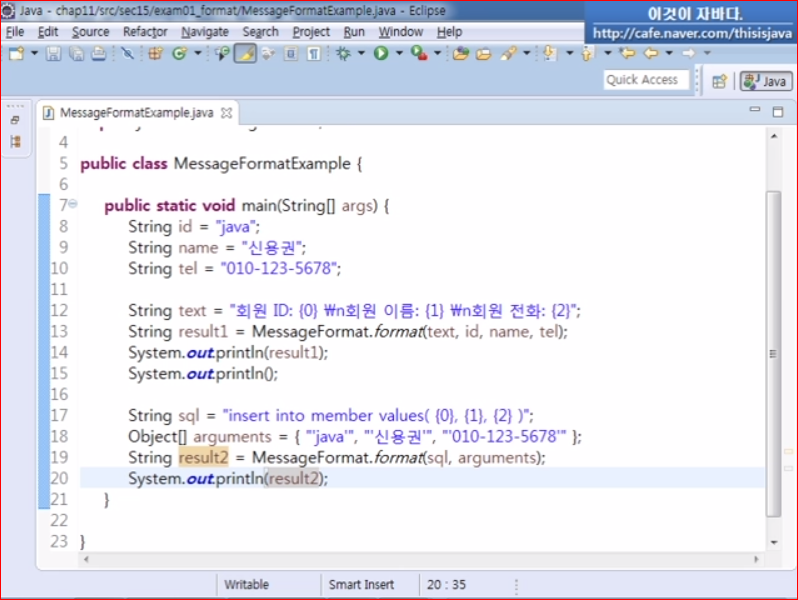 Java - chap11/src/sec15/exam01_format/MessageFormatExample.java - Eclipse
이것이 자바다.
http://cafe.naver.com/thisisjava
File Edit Source Refactor Navigate Search Project Run Window Help
Quick Access
Java
MessageFormatExample.java
4
5 public class MessageFormatExample {
6
7 public static void main(String[] args) {
8 String id = "java";
9 String name = "신용권";
10 String tel = "010-123-5678";
11
12 String text = "회원 ID: {0} ₩n회원 이름: {1} ₩n회원 전화: {2}";
13 String result1 = MessageFormat.format(text, id, name, tel);
14 System.out.println(result1);
15 System.out.println();
16
17 String sql = "insert into member values( {0}, {1}, {2} )";
18 Object[] arguments = { "'java'", "'신용권'", "'010-123-5678'" };
19 String result2 = MessageFormat.format(sql, arguments);
20 System.out.println(result2);
21 }
22
23 }
Writable Smart Insert 20 : 35